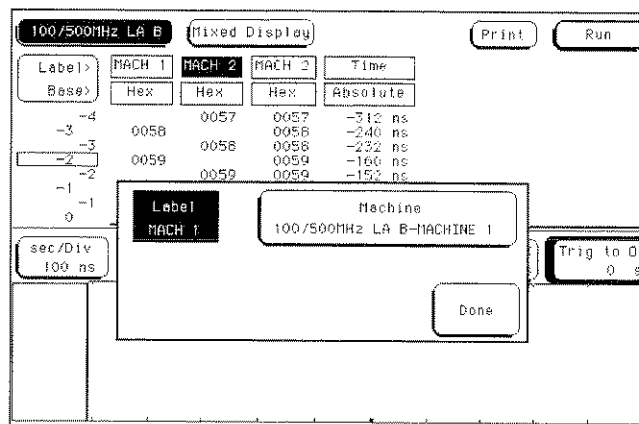 100/500MHz LA B Mixed Display Print Run
Label> MACH 1 MACH 2 MACH 2 Time
Base> Hex Hex Hex Absolute
-4 0057 0057 -312 ns
-3 0058 0058 -240 ns
-3 0058 0058 -232 ns
-2 0059 0059 -160 ns
-2 0059 0059 -152 ns
-1
-1
0
Label Machine
MACH 1 100/500MHz LA B-MACHINE 1
sec/Div Trig to O
100 ns 0 s
Done